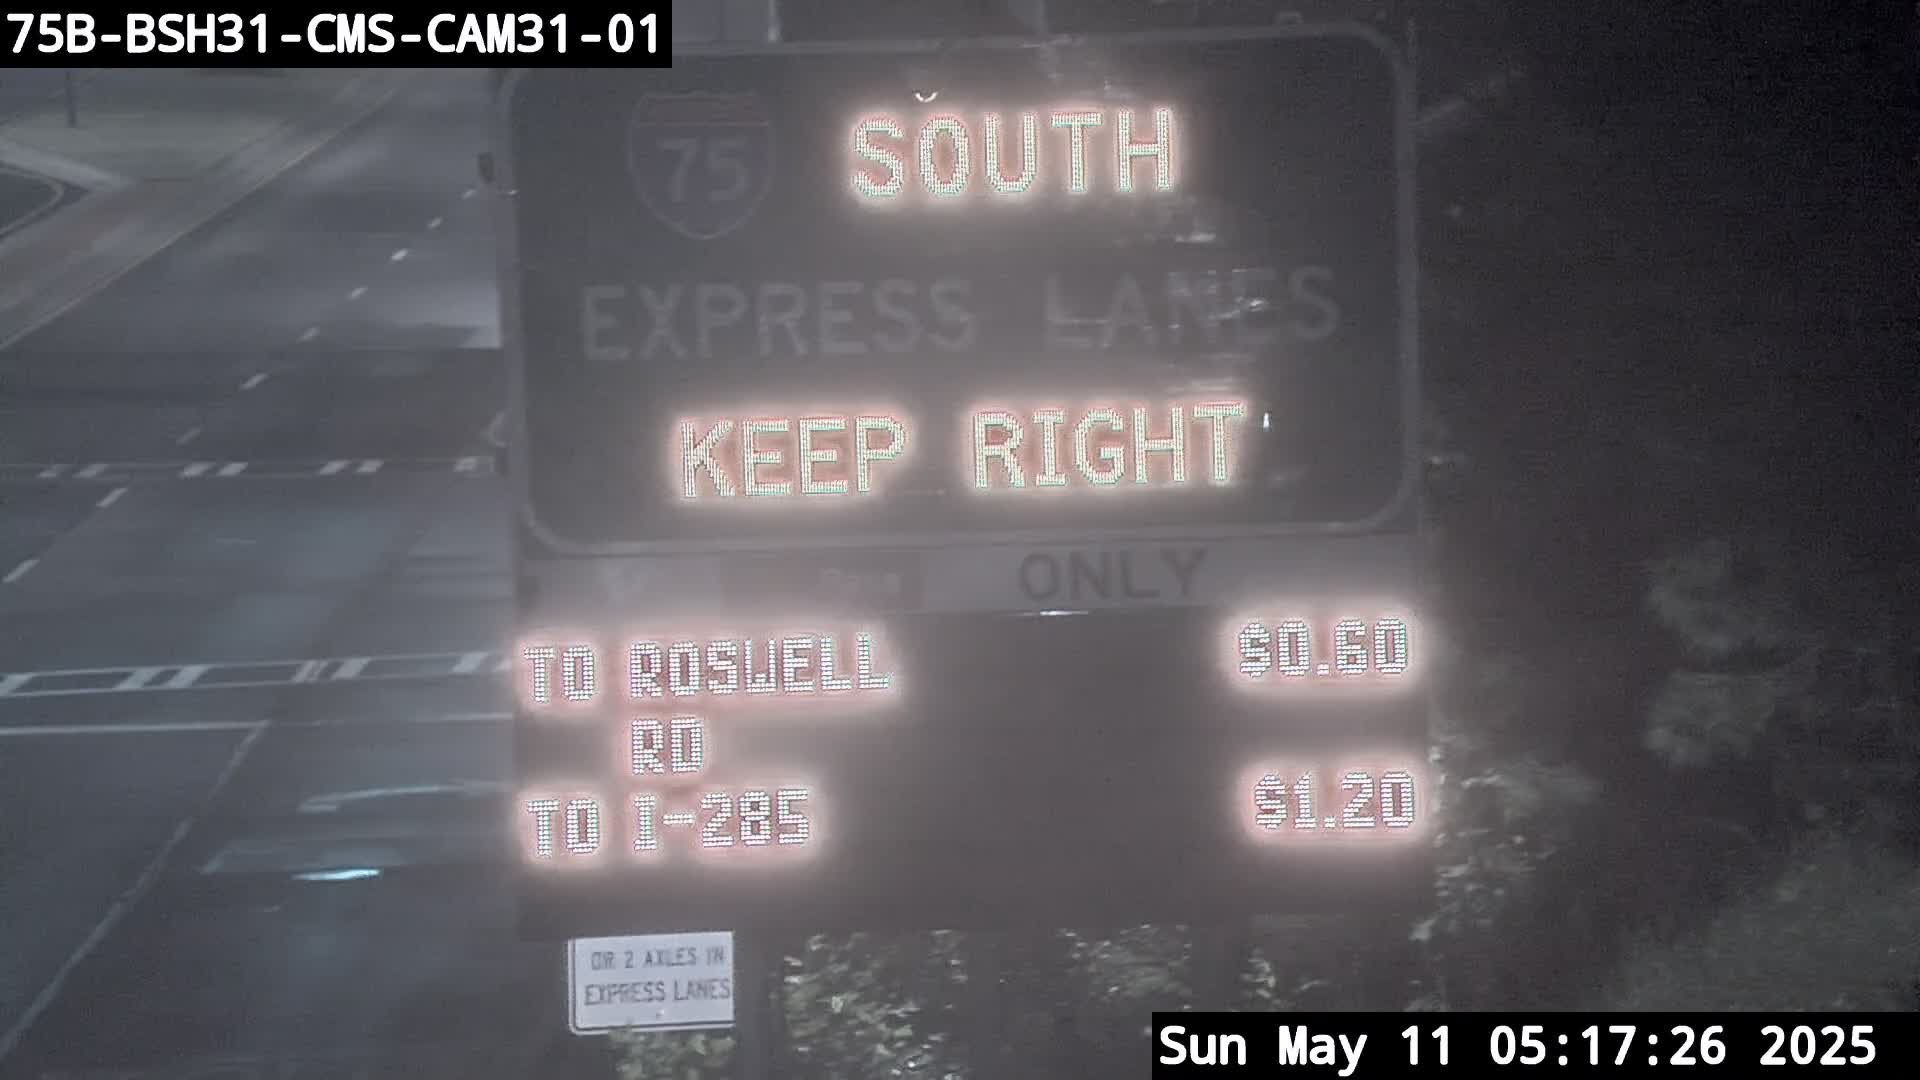 75B-BSH31-CMS-CAM31-01
75 SOUTH
EXPRESS LANES
KEEP RIGHT
ONLY
TO ROSWELL $0.60
RD
TO I-285 $1.20
OR 2 AXLES IN
EXPRESS LANES
Sun May 11 05:17:26 2025